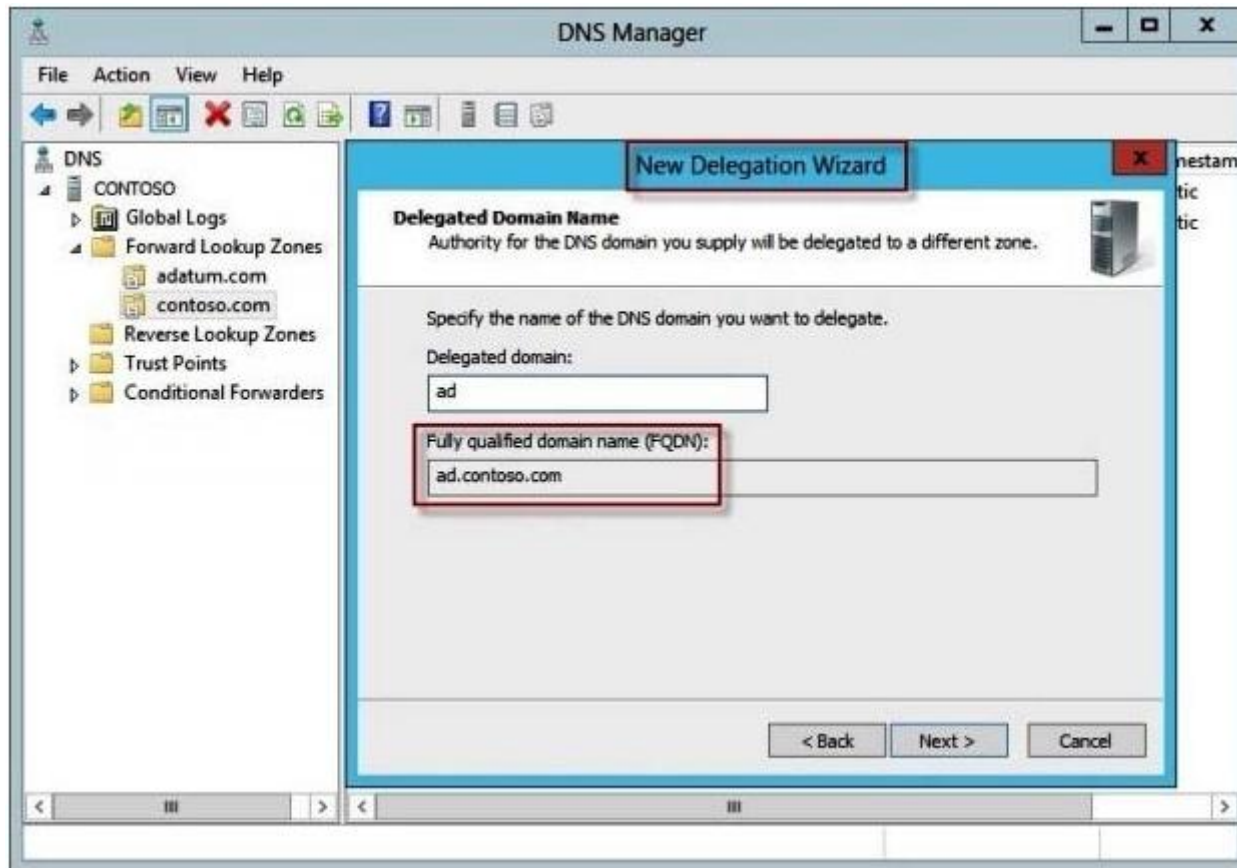 DNS Manager
File Action View Help
DNS
CONTOSO
Global Logs
Forward Lookup Zones
adatum.com
contoso.com
Reverse Lookup Zones
Trust Points
Conditional Forwarders
New Delegation Wizard
Delegated Domain Name
Authority for the DNS domain you supply will be delegated to a different zone.
Specify the name of the DNS domain you want to delegate.
Delegated domain:
ad
Fully qualified domain name (FQDN):
ad.contoso.com
< Back Next > Cancel
nestam
tic
tic